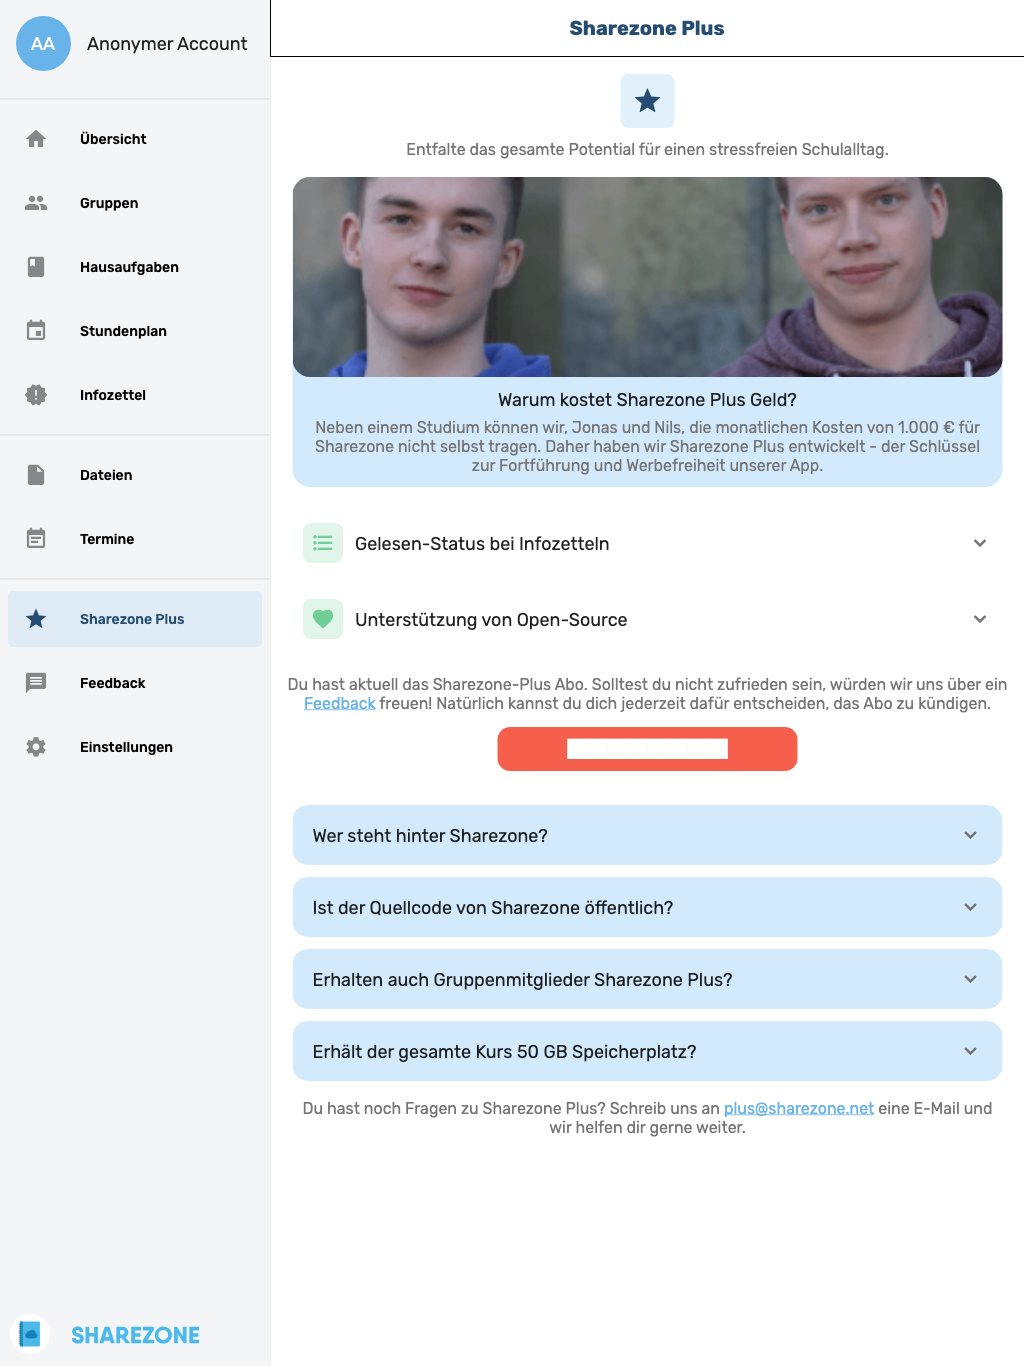 AA
Anonymer Account
Übersicht
Gruppen
Hausaufgaben
Stundenplan
Infozettel
Dateien
Termine
Sharezone Plus
Feedback
Einstellungen
SHAREZONE
Sharezone Plus
Entfalte das gesamte Potential für einen stressfreien Schulalltag.
Warum kostet Sharezone Plus Geld?
Neben einem Studium können wir, Jonas und Nils, die monatlichen Kosten von 1.000 € für
Sharezone nicht selbst tragen. Daher haben wir Sharezone Plus entwickelt - der Schlüssel
zur Fortführung und Werbefreiheit unserer App.
Gelesen-Status bei Infozetteln
Unterstützung von Open-Source
Du hast aktuell das Sharezone-Plus Abo. Solltest du nicht zufrieden sein, würden wir uns über ein
Feedback freuen! Natürlich kannst du dich jederzeit dafür entscheiden, das Abo zu kündigen.
Wer steht hinter Sharezone?
Ist der Quellcode von Sharezone öffentlich?
Erhalten auch Gruppenmitglieder Sharezone Plus?
Erhält der gesamte Kurs 50 GB Speicherplatz?
Du hast noch Fragen zu Sharezone Plus? Schreib uns an plus@sharezone.net eine E-Mail und
wir helfen dir gerne weiter.